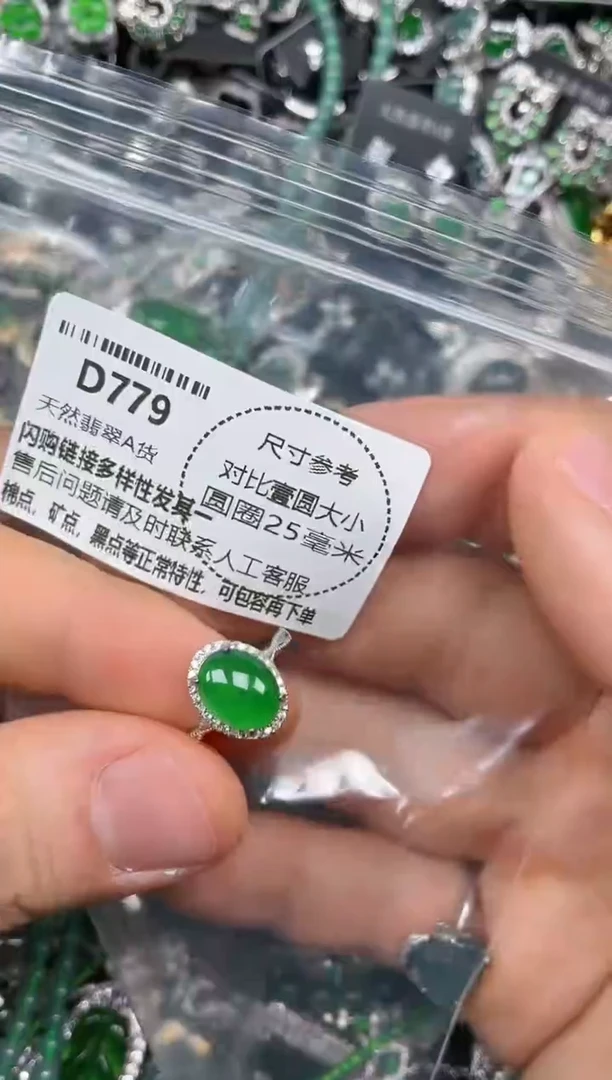 D779
天然翡翠A货
闪购链接多样性发其一
售后问题请及时联系人工客服
棉点，矿点，黑点等正常特性，可包容再下单
尺寸参考
对比壹圆大小
圆圈25毫米